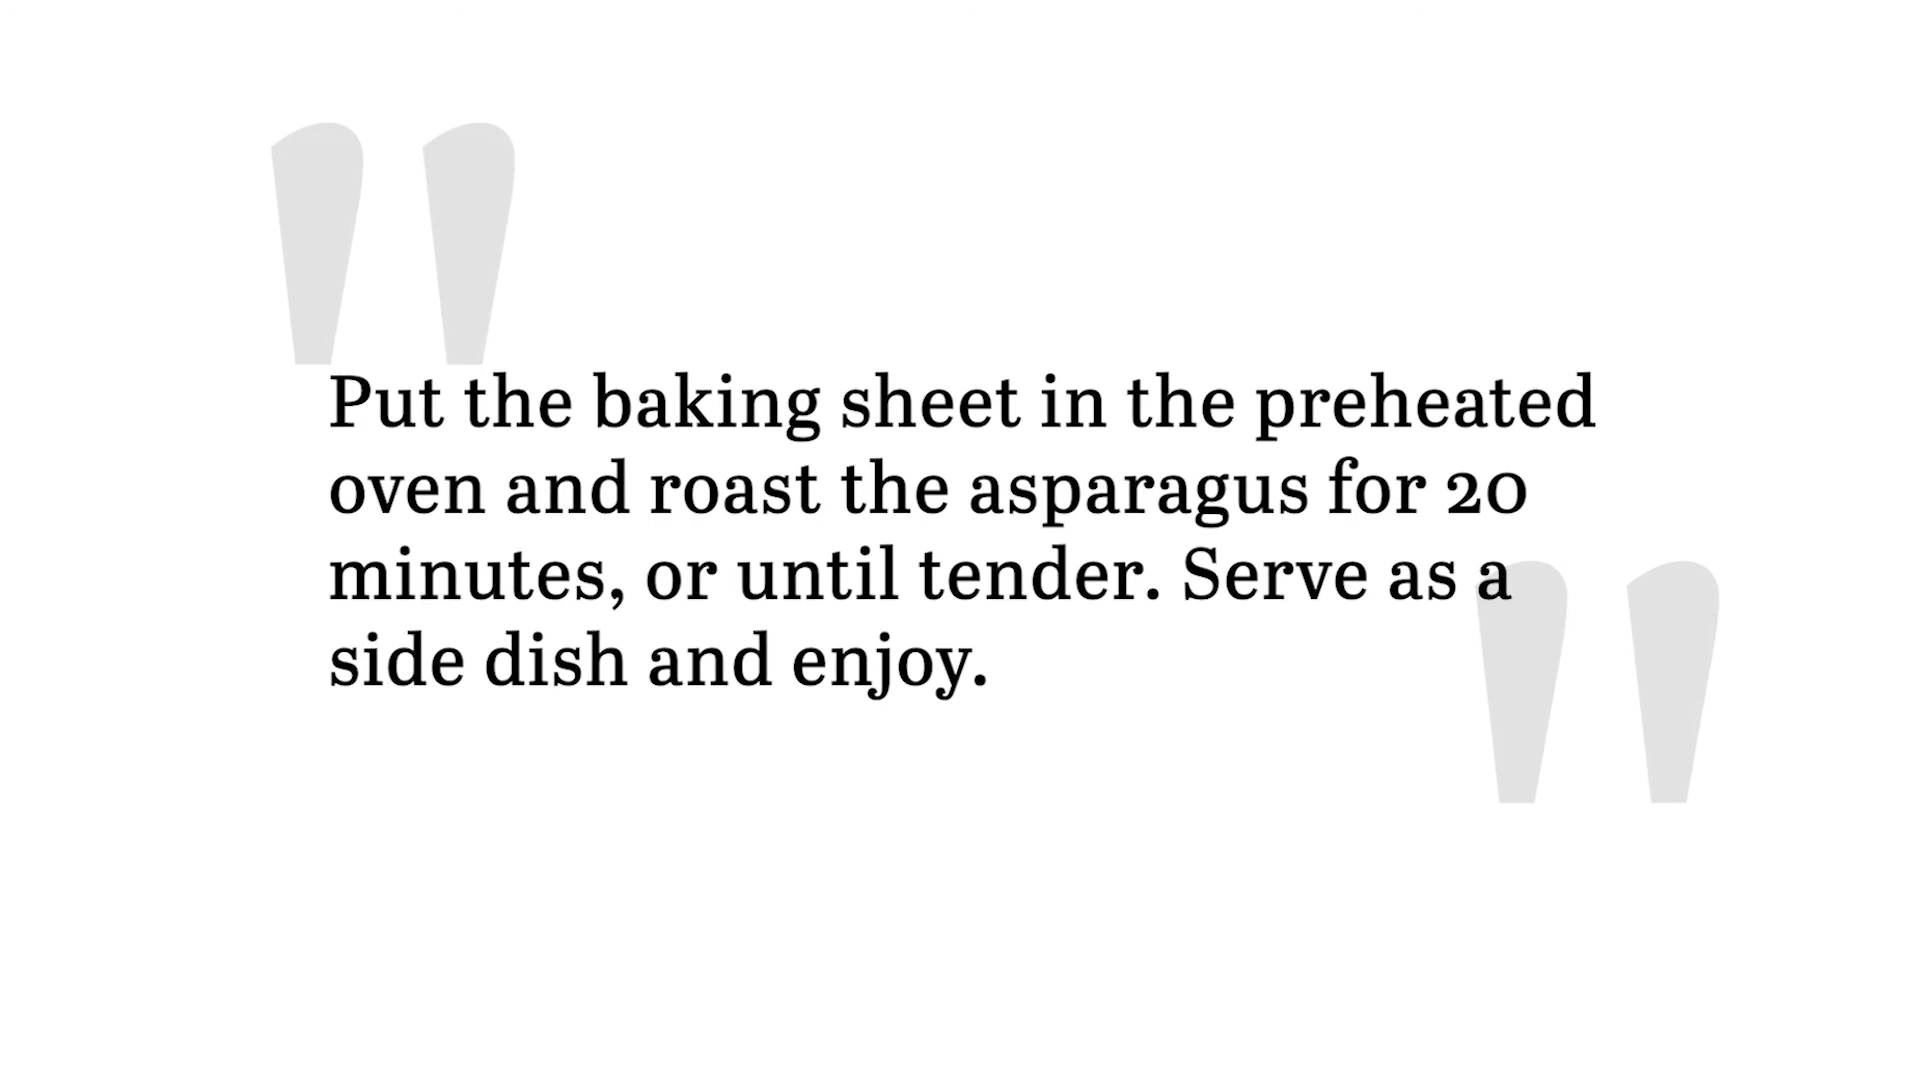 Put the baking sheet in the preheated
oven and roast the asparagus for 20
minutes, or until tender. Serve as a
side dish and enjoy.